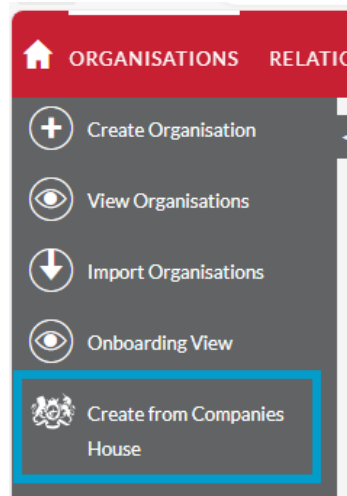 ORGANISATIONS RELATIO
Create Organisation
View Organisations
Import Organisations
Onboarding View
Create from Companies
House